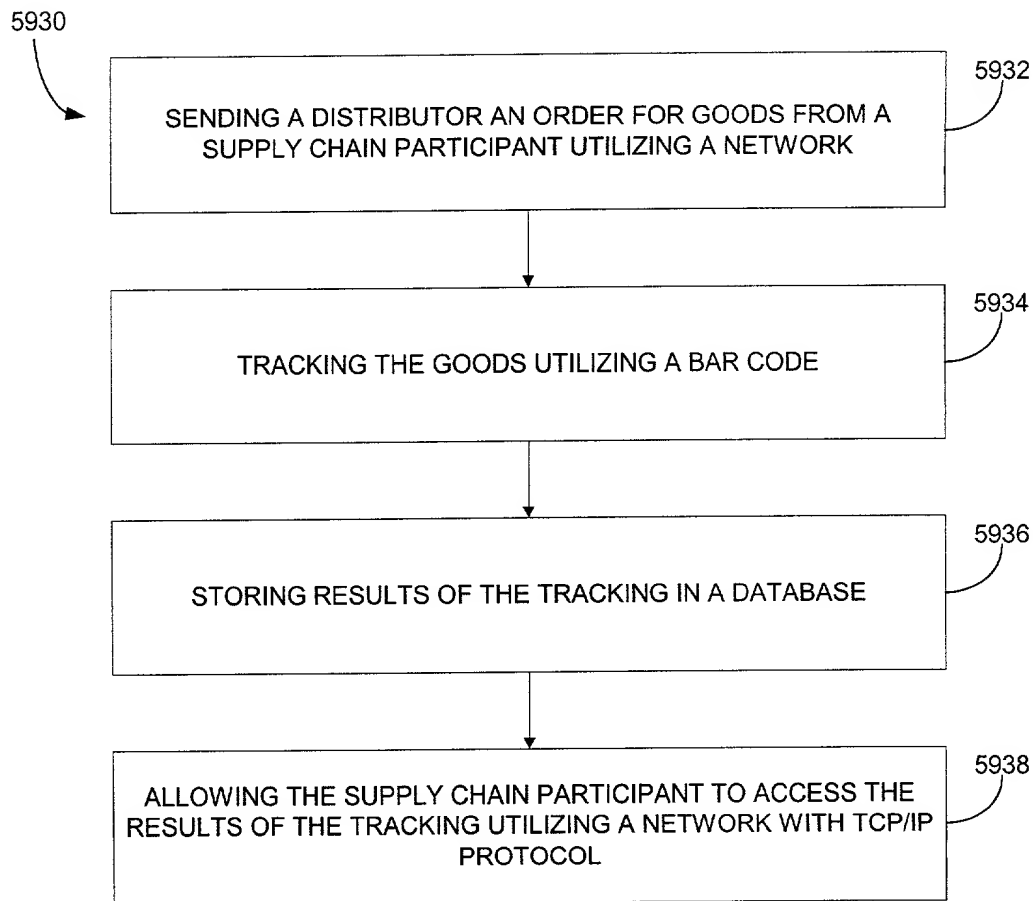 5930
5932
SENDING A DISTRIBUTOR AN ORDER FOR GOODS FROM A
SUPPLY CHAIN PARTICIPANT UTILIZING A NETWORK
5934
TRACKING THE GOODS UTILIZING A BAR CODE
5936
STORING RESULTS OF THE TRACKING IN A DATABASE
5938
ALLOWING THE SUPPLY CHAIN PARTICIPANT TO ACCESS THE
RESULTS OF THE TRACKING UTILIZING A NETWORK WITH TCP/IP
PROTOCOL